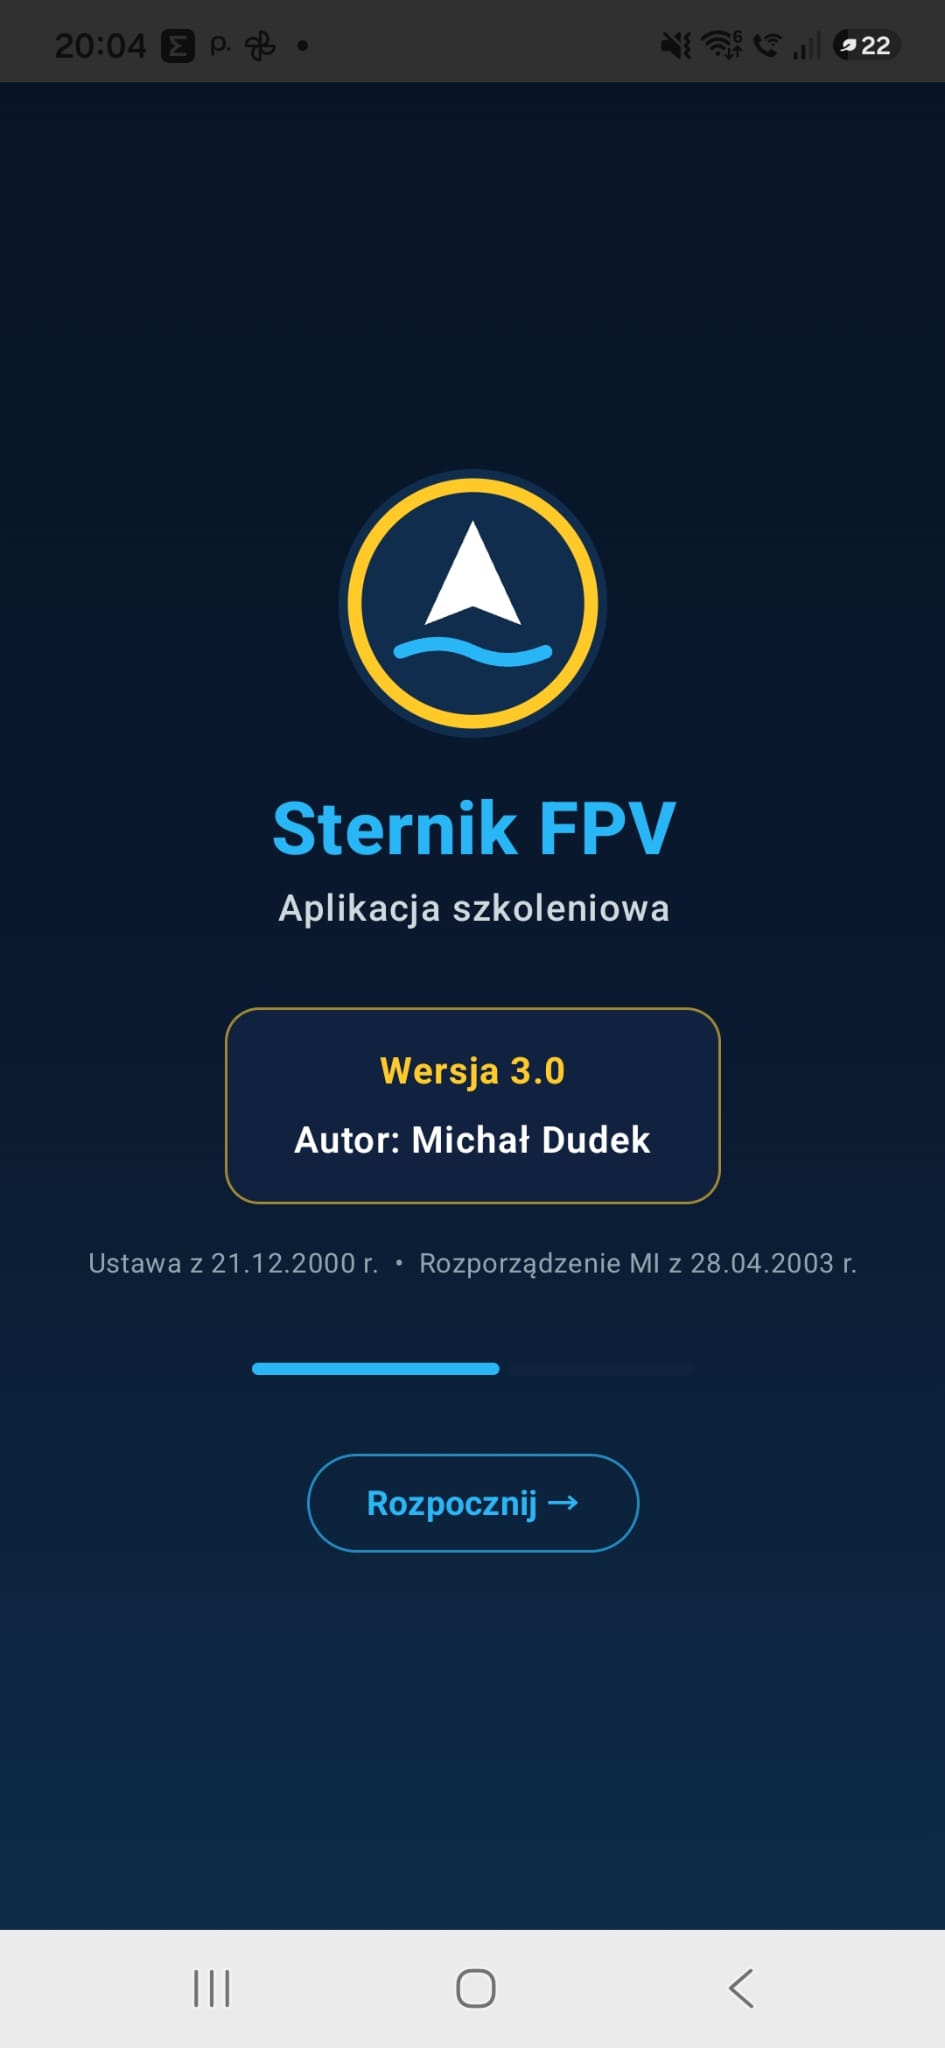 20:04 Σ p. 6 22
Sternik FPV
Aplikacja szkoleniowa
Wersja 3.0
Autor: Michał Dudek
Ustawa z 21.12.2000 r. • Rozporządzenie MI z 28.04.2003 r.
Rozpocznij →